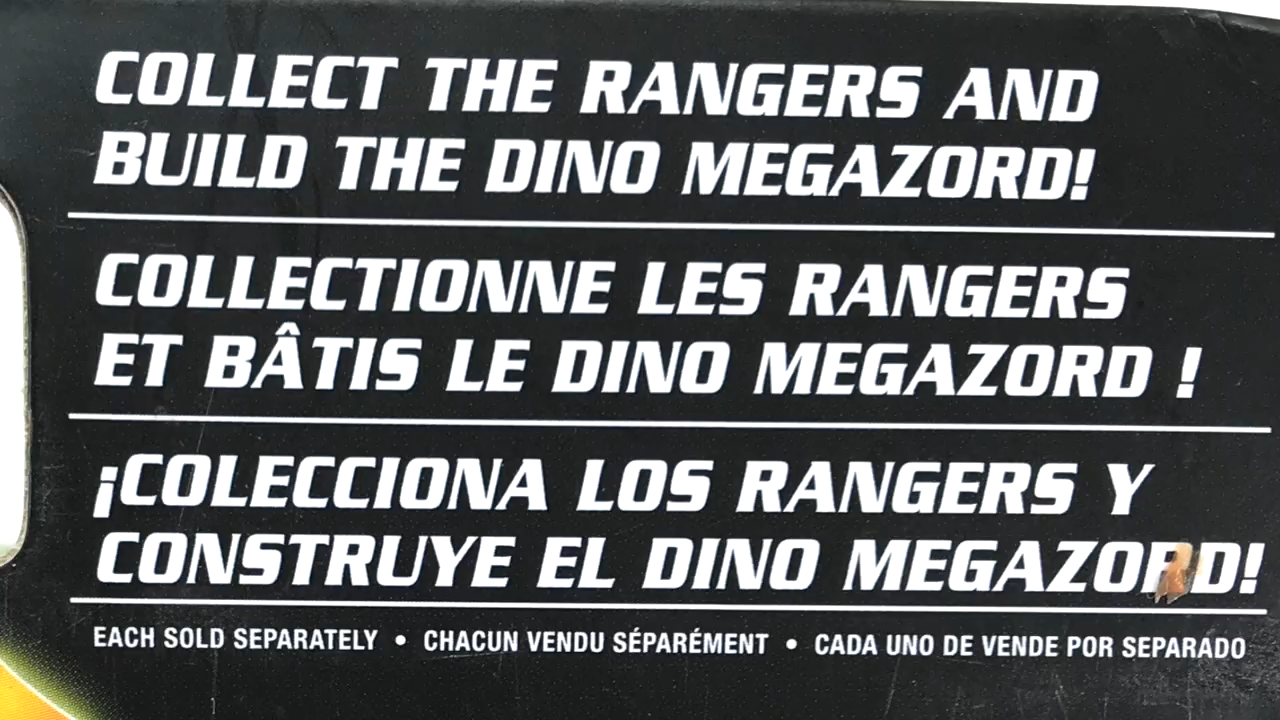 COLLECT THE RANGERS AND
BUILD THE DINO MEGAZORD!
COLLECTIONNE LES RANGERS
ET BÂTIS LE DINO MEGAZORD !
¡COLECCIONA LOS RANGERS Y
CONSTRUYE EL DINO MEGAZORD!
EACH SOLD SEPARATELY • CHACUN VENDU SÉPARÉMENT • CADA UNO DE VENDE POR SEPARADO